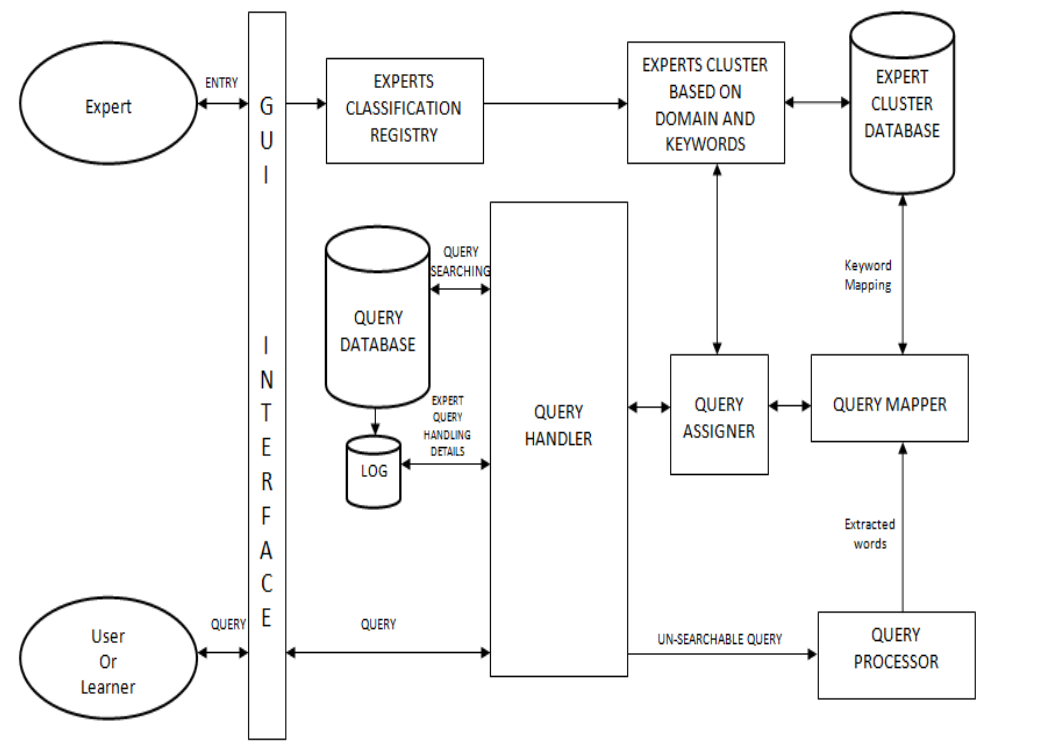 Expert
ENTRY
G
U
I
I
N
T
E
R
F
A
C
E
EXPERTS
CLASSIFICATION
REGISTRY
EXPERTS CLUSTER
BASED ON
DOMAIN AND
KEYWORDS
EXPERT
CLUSTER
DATABASE
QUERY
SEARCHING
QUERY
DATABASE
EXPERT
QUERY
HANDLING
DETAILS
LOG
QUERY
HANDLER
QUERY
ASSIGNER
Keyword
Mapping
QUERY MAPPER
Extracted
words
User
Or
Learner
QUERY
QUERY
UN-SEARCHABLE QUERY
QUERY
PROCESSOR